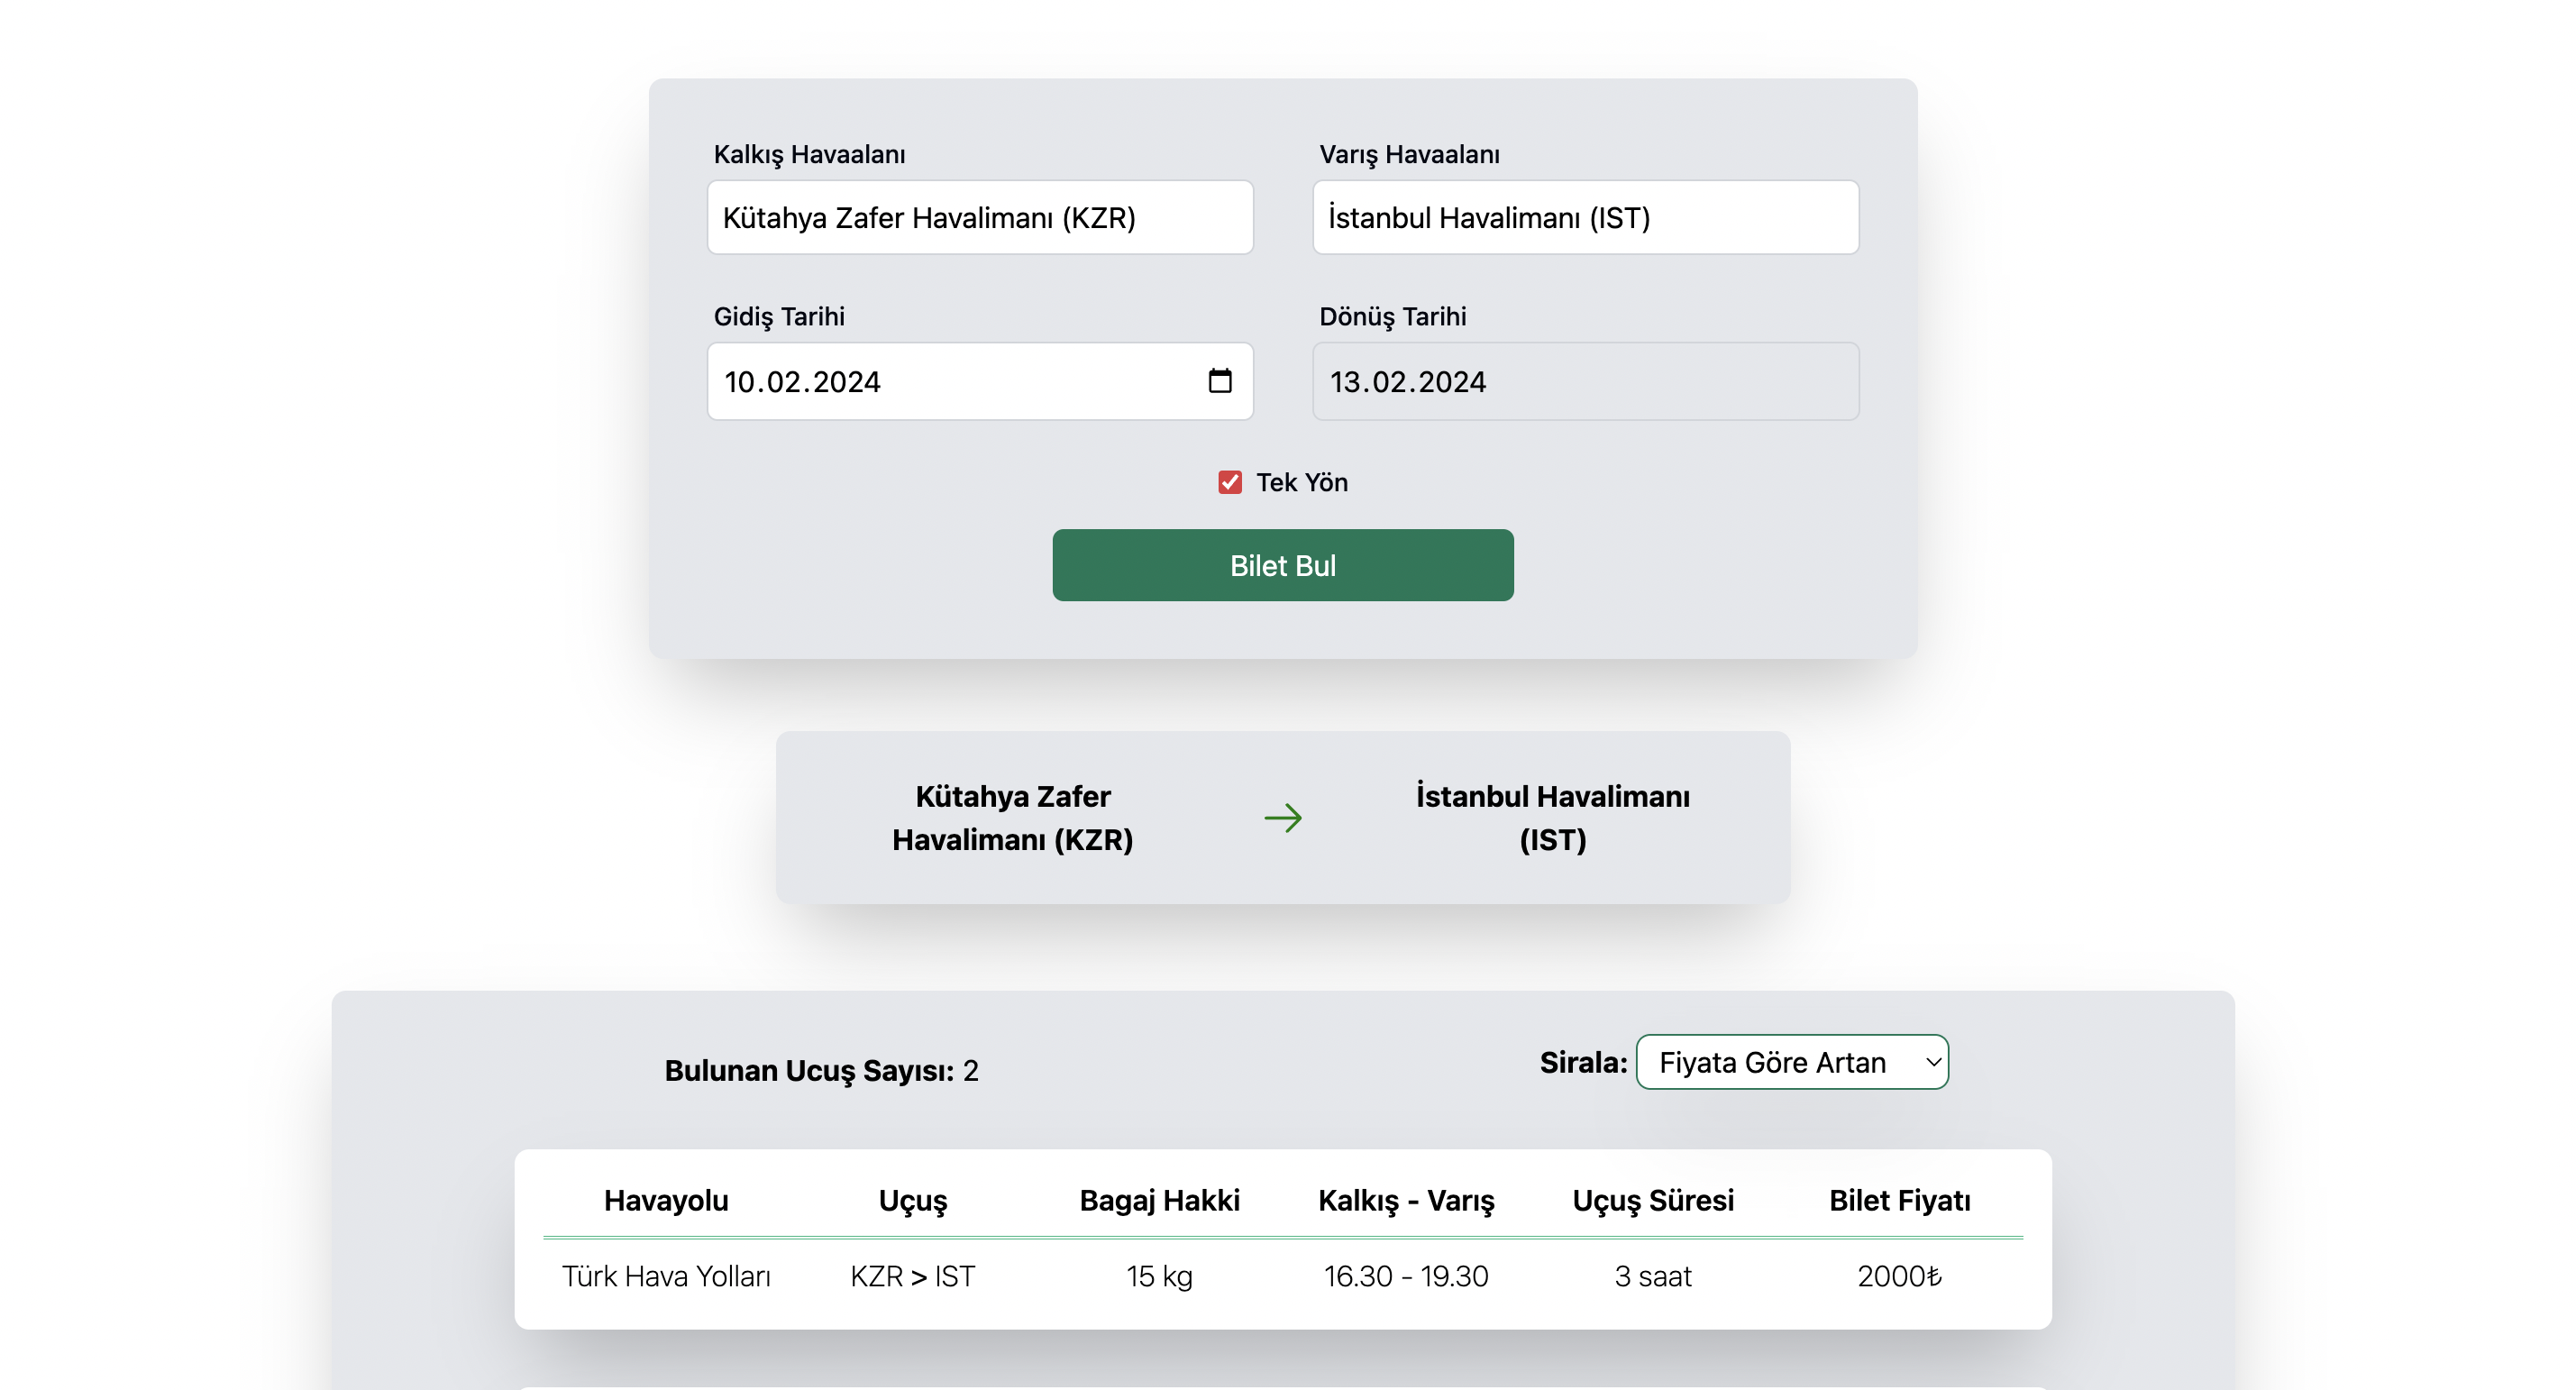 Kalkış Havaalanı
Varış Havaalanı
Kütahya Zafer Havalimanı (KZR)
İstanbul Havalimanı (IST)
Gidiş Tarihi
Dönüş Tarihi
10.02.2024
13.02.2024
Tek Yön
Bilet Bul
Kütahya Zafer
Havalimanı (KZR)
İstanbul Havalimanı
(IST)
Bulunan Ucuş Sayısı: 2
Sirala: Fiyata Göre Artan
Havayolu Uçuş Bagaj Hakki Kalkış - Varış Uçuş Süresi Bilet Fiyatı
Türk Hava Yolları KZR > IST 15 kg 16.30 - 19.30 3 saat 2000₺